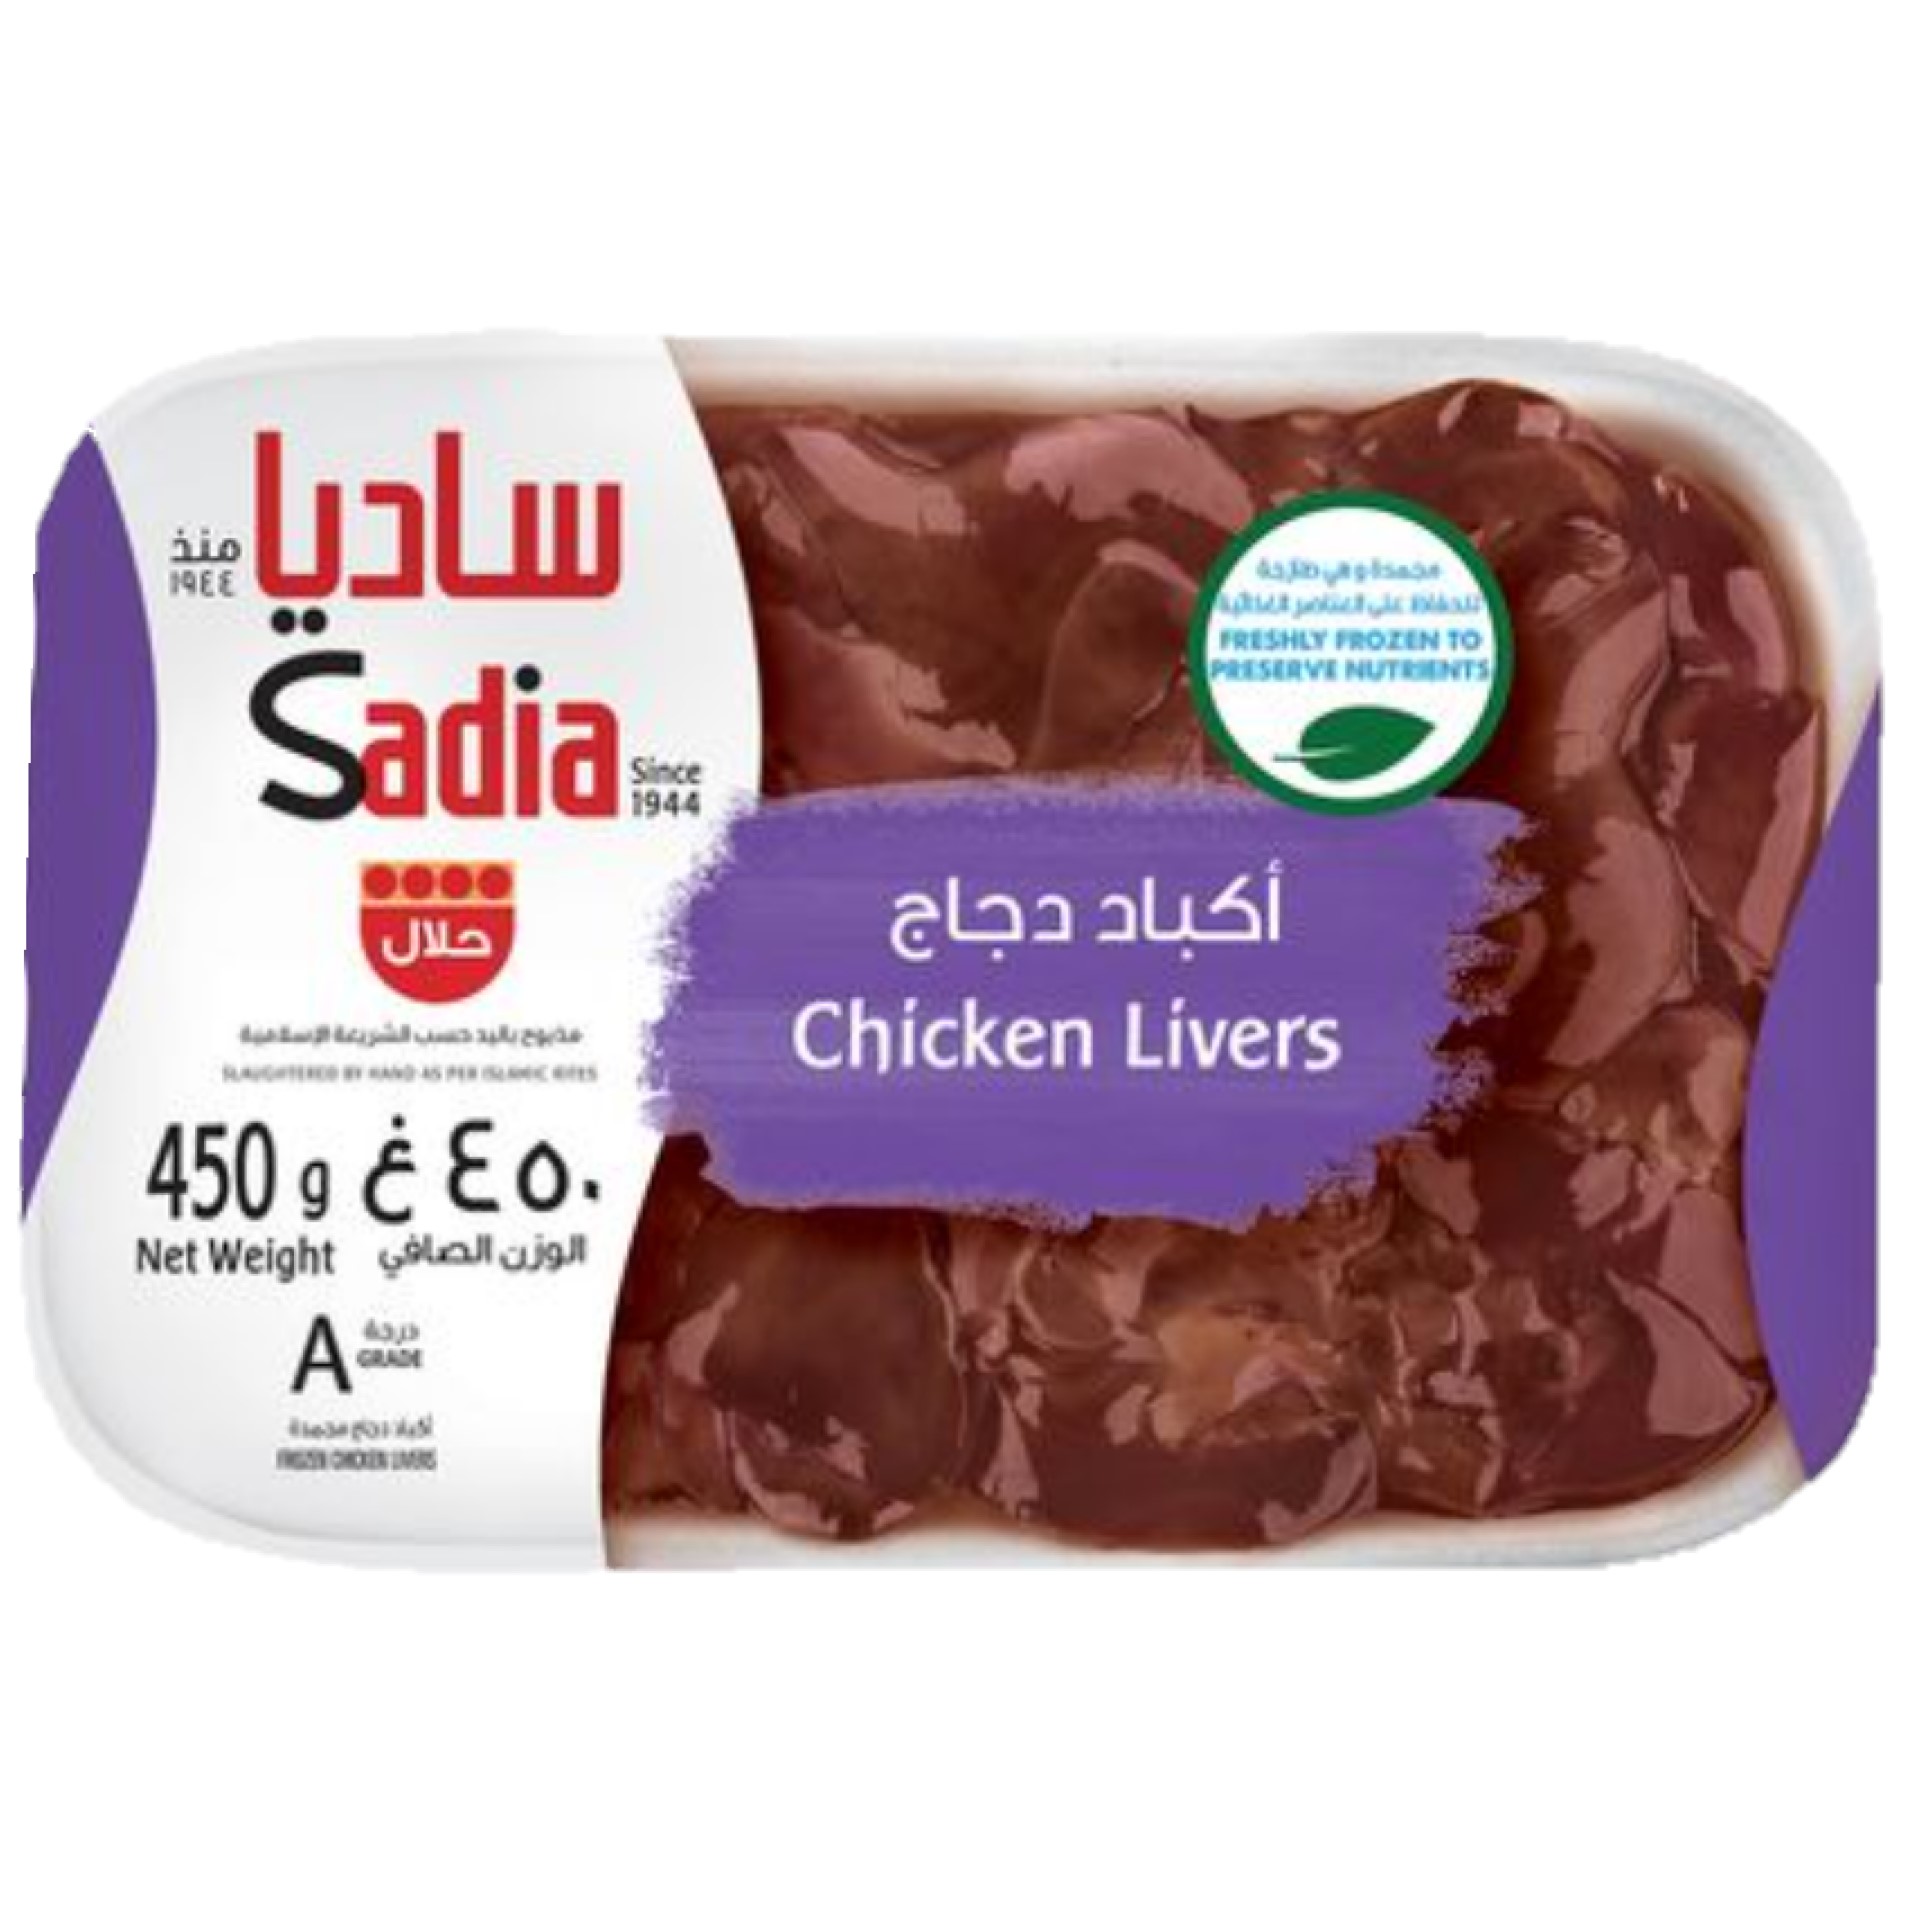 ساديا
منذ
١٩٤٤
Sadia
Since
1944
حلال
مذبوح باليد حسب الشريعة الإسلامية
SLAUGHTERED BY HAND AS PER ISLAMIC RITES
450 g ٤٥٠ غ
Net Weight الوزن الصافي
A درجة
GRADE
أكباد دجاج مجمدة
FROZEN CHICKEN LIVERS
مجمدة وهي طازجة
للحفاظ على العناصر الغذائية
FRESHLY FROZEN TO
PRESERVE NUTRIENTS
أكباد دجاج
Chicken Livers